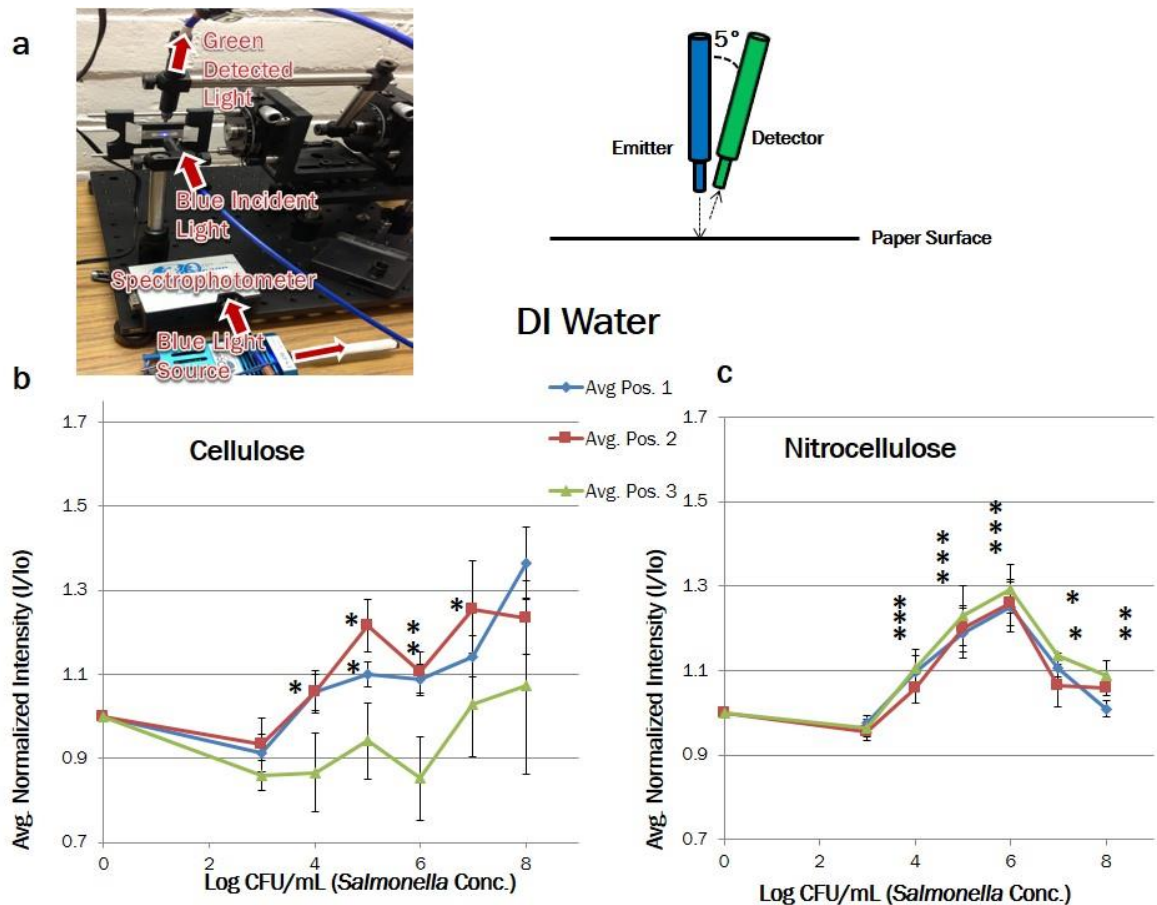 a
Green
Detected
Light
Blue Incident
Light
Spectrophotometer
Blue Light
Source
5°
Emitter
Detector
Paper Surface
DI Water
b
c
Avg Pos. 1
Avg. Pos. 2
Avg. Pos. 3
Cellulose
1.7
1.5
1.3
1.1
0.9
0.7
Avg. Normalized Intensity (I/Io)
*
*
*
*
*
*
0
2
4
6
8
Log CFU/mL (Salmonella Conc.)
Nitrocellulose
1.7
1.5
1.3
1.1
0.9
0.7
Avg. Normalized Intensity (I/Io)
***
***
***
*
*
**
0
2
4
6
8
Log CFU/mL (Salmonella Conc.)